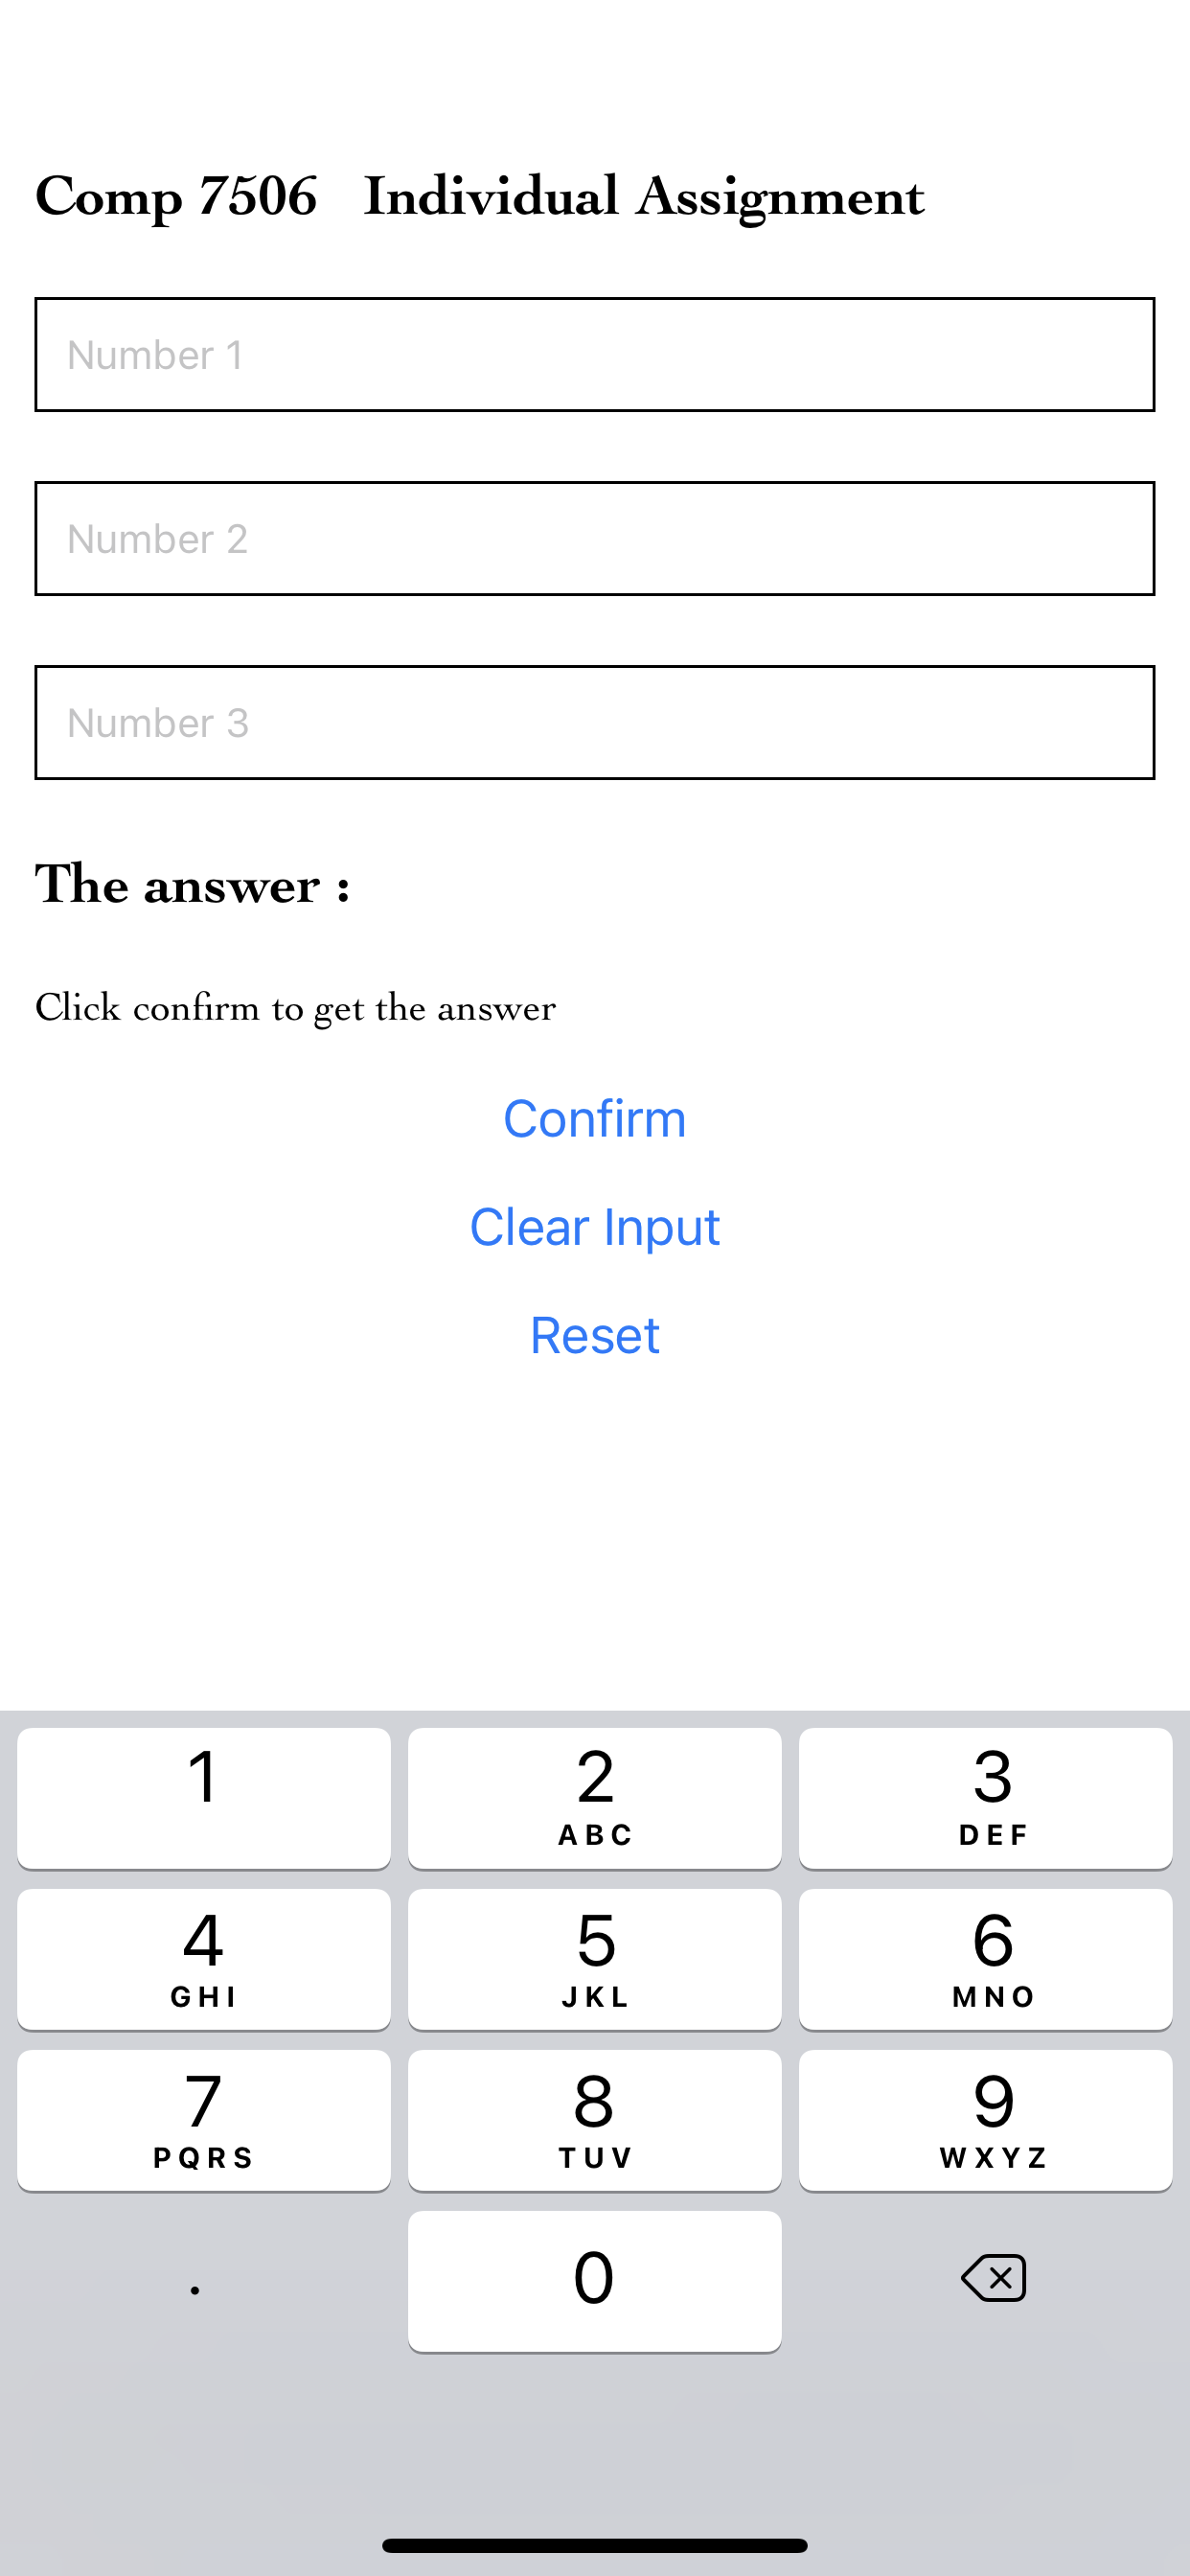 Comp 7506   Individual Assignment
Number 1
Number 2
Number 3
The answer :
Click confirm to get the answer
Confirm
Clear Input
Reset
1 2 3
ABC DEF
4 5 6
GHI JKL MNO
7 8 9
PQRS TUV WXYZ
. 0